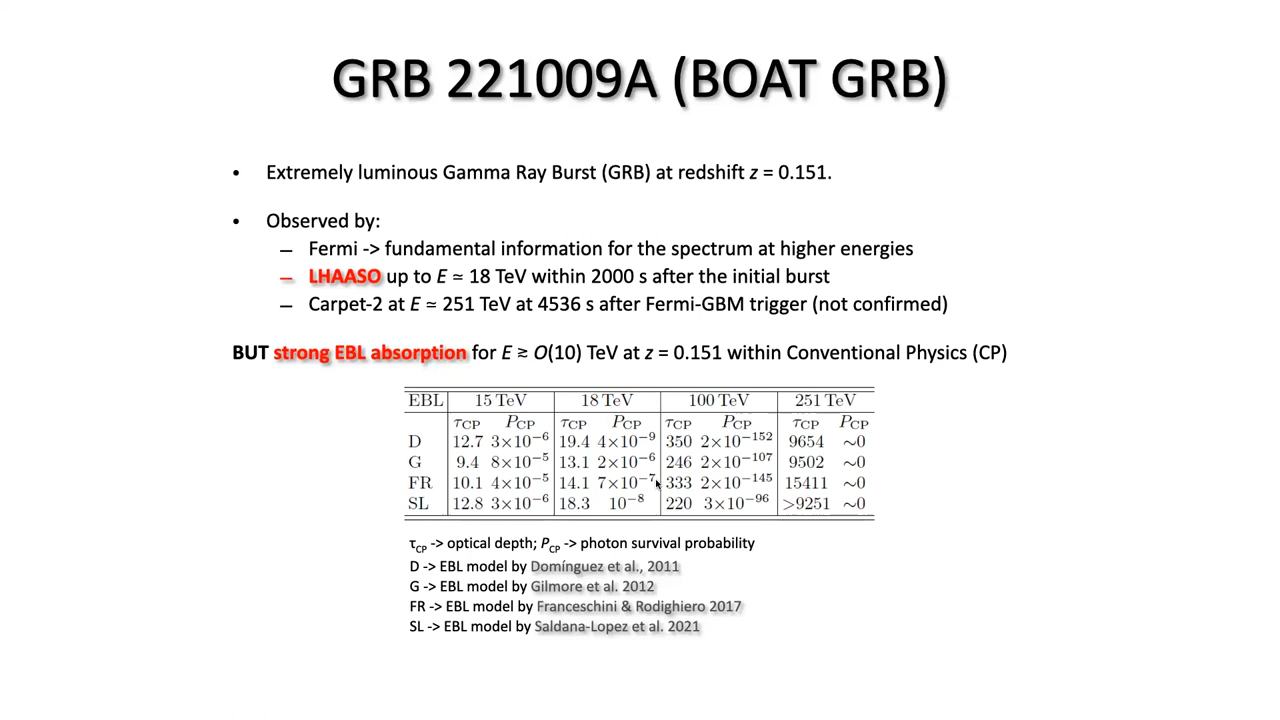 GRB 221009A (BOAT GRB)
• Extremely luminous Gamma Ray Burst (GRB) at redshift z = 0.151.
• Observed by:
– Fermi -> fundamental information for the spectrum at higher energies
– LHAASO up to E ≃ 18 TeV within 2000 s after the initial burst
– Carpet-2 at E ≃ 251 TeV at 4536 s after Fermi-GBM trigger (not confirmed)
BUT strong EBL absorption for E ≳ O(10) TeV at z = 0.151 within Conventional Physics (CP)
EBL 15 TeV 18 TeV 100 TeV 251 TeV
τCP PCP τCP PCP τCP PCP τCP PCP
D 12.7 3×10⁻⁶ 19.4 4×10⁻⁹ 350 2×10⁻¹⁵² 9654 ~0
G 9.4 8×10⁻⁵ 13.1 2×10⁻⁶ 246 2×10⁻¹⁰⁷ 9502 ~0
FR 10.1 4×10⁻⁵ 14.1 7×10⁻⁷ 333 2×10⁻¹⁴⁵ 15411 ~0
SL 12.8 3×10⁻⁶ 18.3 10⁻⁸ 220 3×10⁻⁹⁶ >9251 ~0
τCP -> optical depth; PCP -> photon survival probability
D -> EBL model by Domínguez et al., 2011
G -> EBL model by Gilmore et al. 2012
FR -> EBL model by Franceschini & Rodighiero 2017
SL -> EBL model by Saldana-Lopez et al. 2021